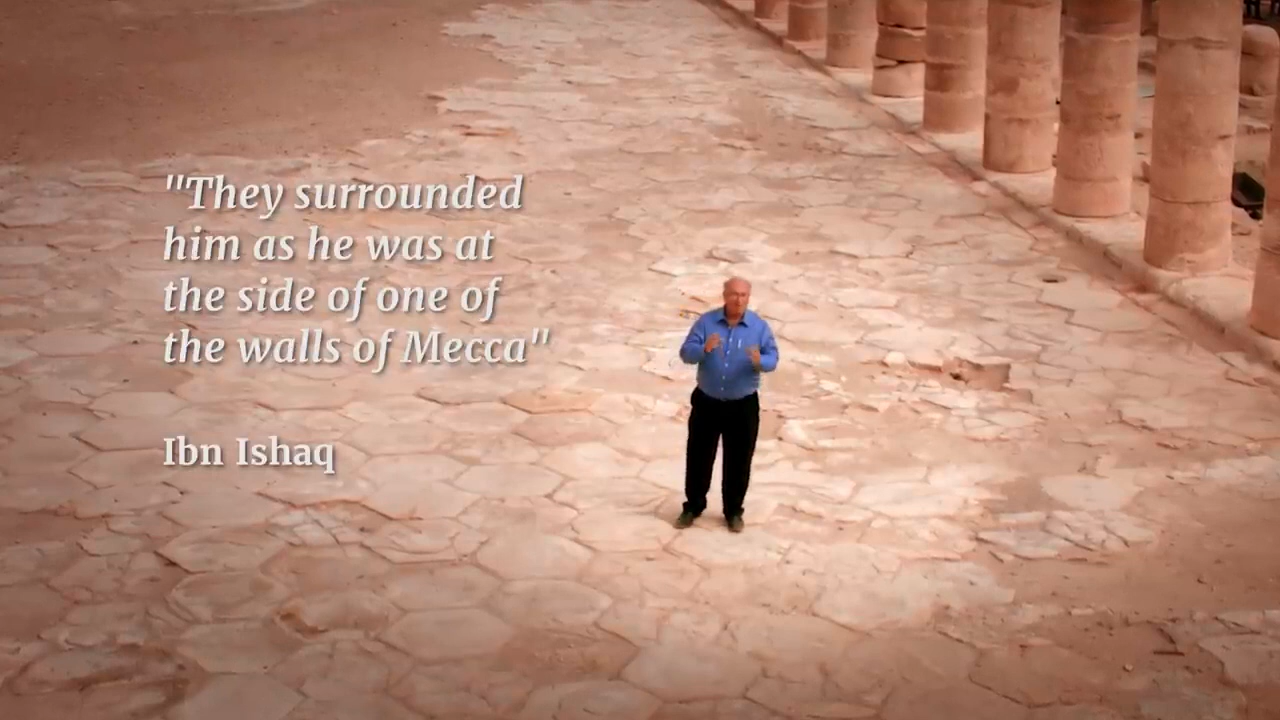 "They surrounded
him as he was at
the side of one of
the walls of Mecca"
Ibn Ishaq